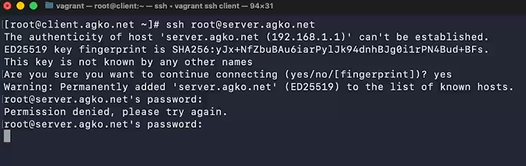 vagrant — root@client:~ — ssh • vagrant ssh client — 94×31
[root@client.agko.net ~]# ssh root@server.agko.net
The authenticity of host 'server.agko.net (192.168.1.1)' can't be established.
ED25519 key fingerprint is SHA256:yJx+NfZbuBAu6iarPylJk94dnhBJg0i1rPN4Bud+BFs.
This key is not known by any other names
Are you sure you want to continue connecting (yes/no/[fingerprint])? yes
Warning: Permanently added 'server.agko.net' (ED25519) to the list of known hosts.
root@server.agko.net's password:
Permission denied, please try again.
root@server.agko.net's password: